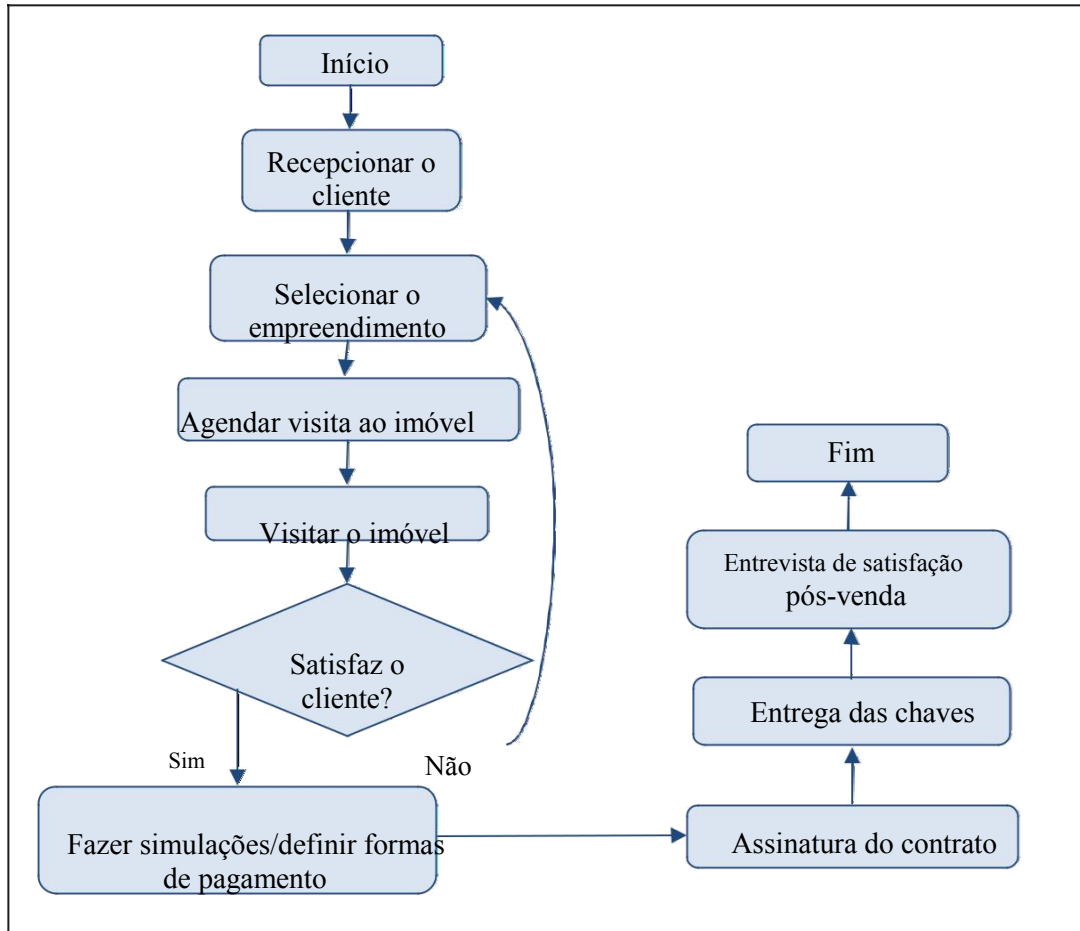 Início
Recepcionar o
cliente
Selecionar o
empreendimento
Agendar visita ao imóvel
Visitar o imóvel
Satisfaz o
cliente?
Sim
Não
Fazer simulações/definir formas
de pagamento
Assinatura do contrato
Entrega das chaves
Entrevista de satisfação
pós-venda
Fim